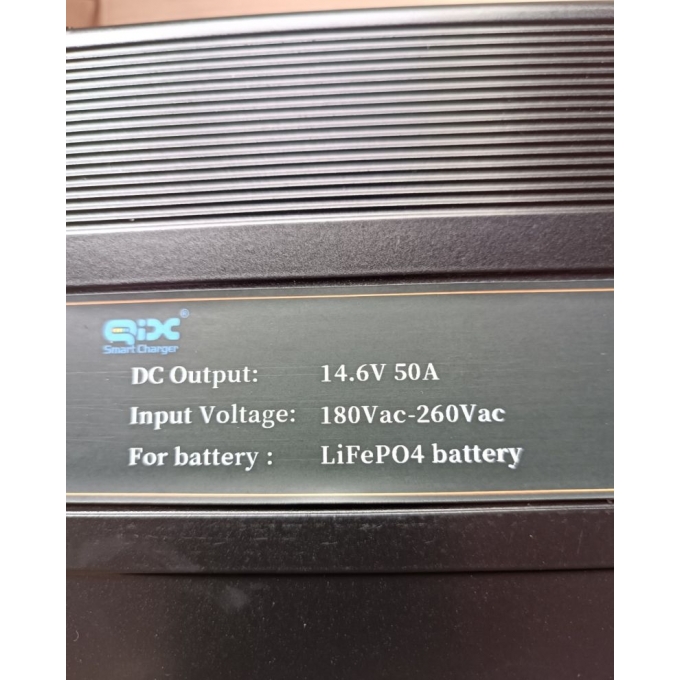 QiX®
Smart Charger
DC Output: 14.6V 50A
Input Voltage: 180Vac-260Vac
For battery : LiFePO4 battery